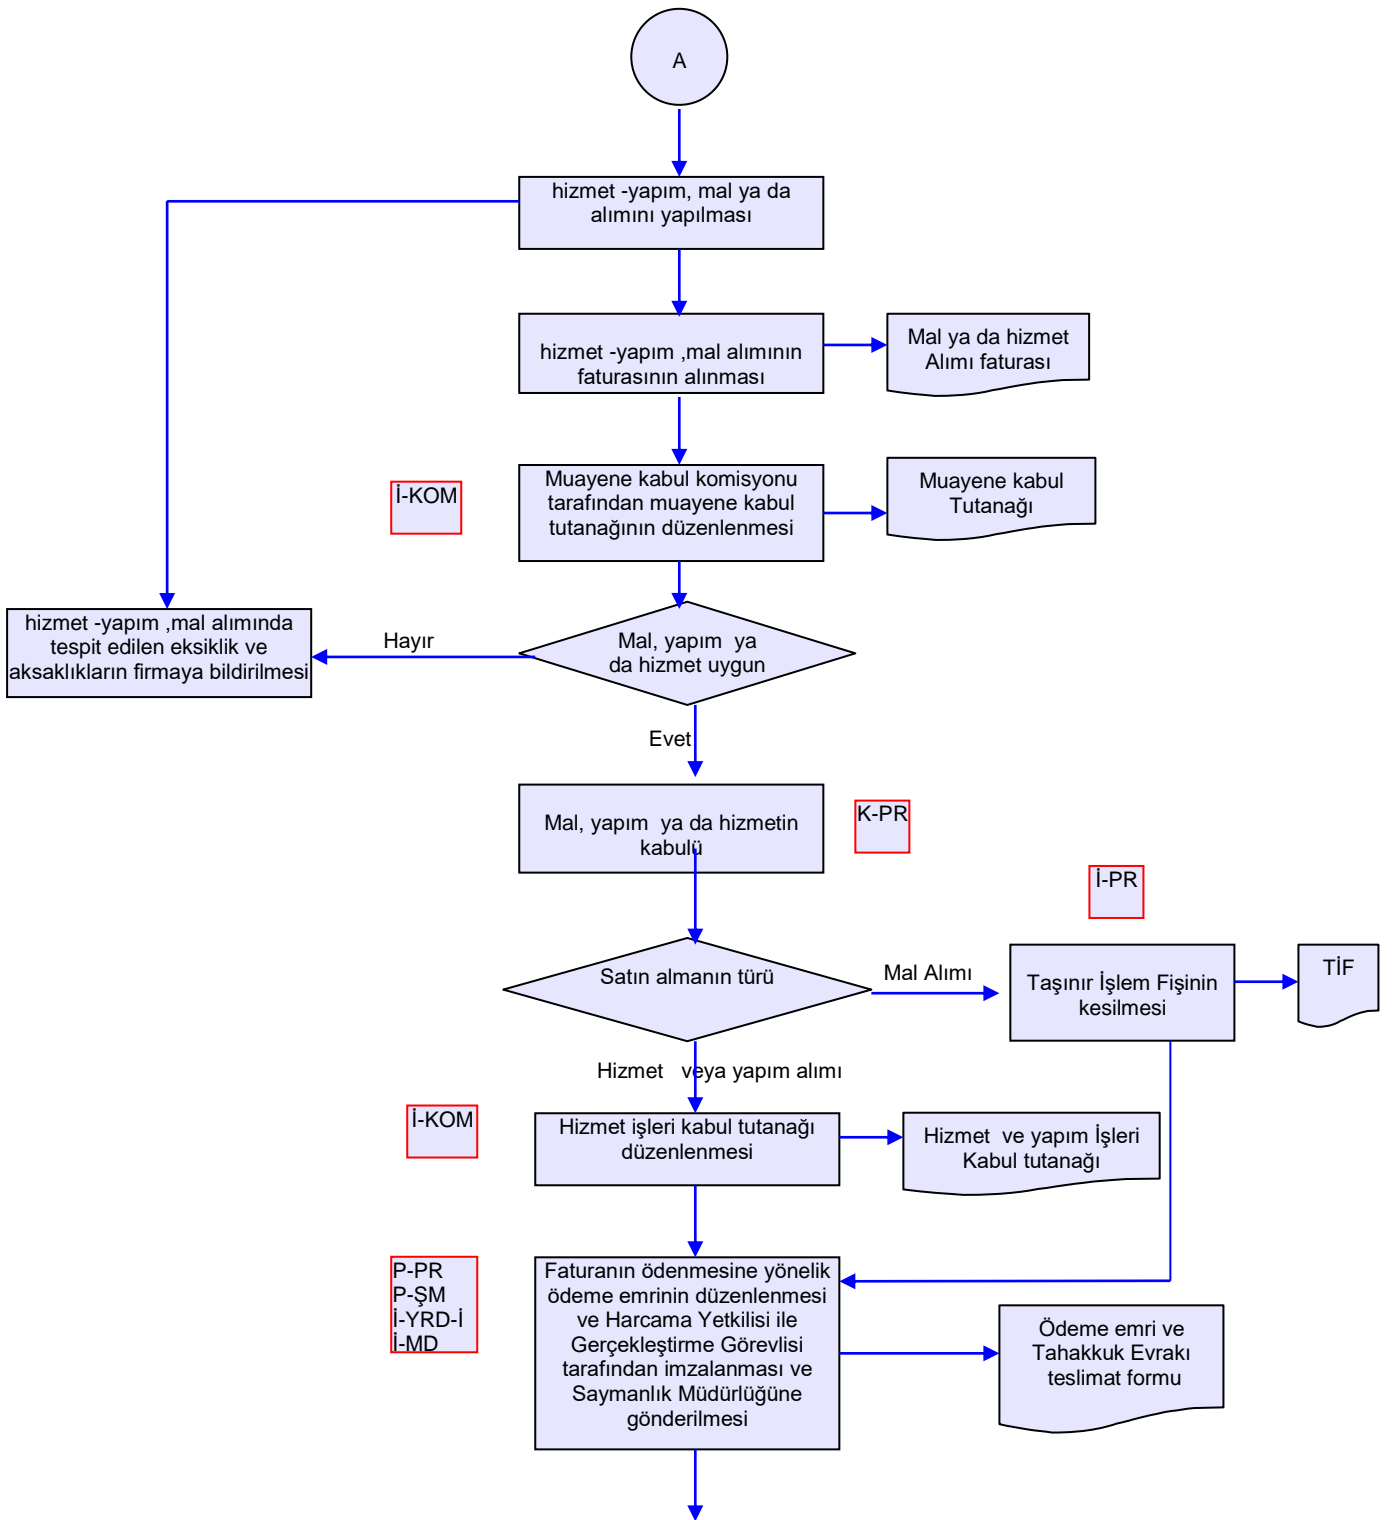 A
hizmet -yapım, mal ya da
alımını yapılması
hizmet -yapım ,mal alımının
faturasının alınması
Mal ya da hizmet
Alımı faturası
İ-KOM
Muayene kabul komisyonu
tarafından muayene kabul
tutanağının düzenlenmesi
Muayene kabul
Tutanağı
hizmet -yapım ,mal alımında
tespit edilen eksiklik ve
aksaklıkların firmaya bildirilmesi
Hayır
Mal, yapım  ya
da hizmet uygun
Evet
Mal, yapım  ya da hizmetin
kabulü
K-PR
İ-PR
Satın almanın türü
Mal Alımı
Taşınır İşlem Fişinin
kesilmesi
TİF
Hizmet   veya yapım alımı
İ-KOM
Hizmet işleri kabul tutanağı
düzenlenmesi
Hizmet  ve yapım İşleri
Kabul tutanağı
P-PR
P-ŞM
İ-YRD-İ
İ-MD
Faturanın ödenmesine yönelik
ödeme emrinin düzenlenmesi
ve Harcama Yetkilisi ile
Gerçekleştirme Görevlisi
tarafından imzalanması ve
Saymanlık Müdürlüğüne
gönderilmesi
Ödeme emri ve
Tahakkuk Evrakı
teslimat formu